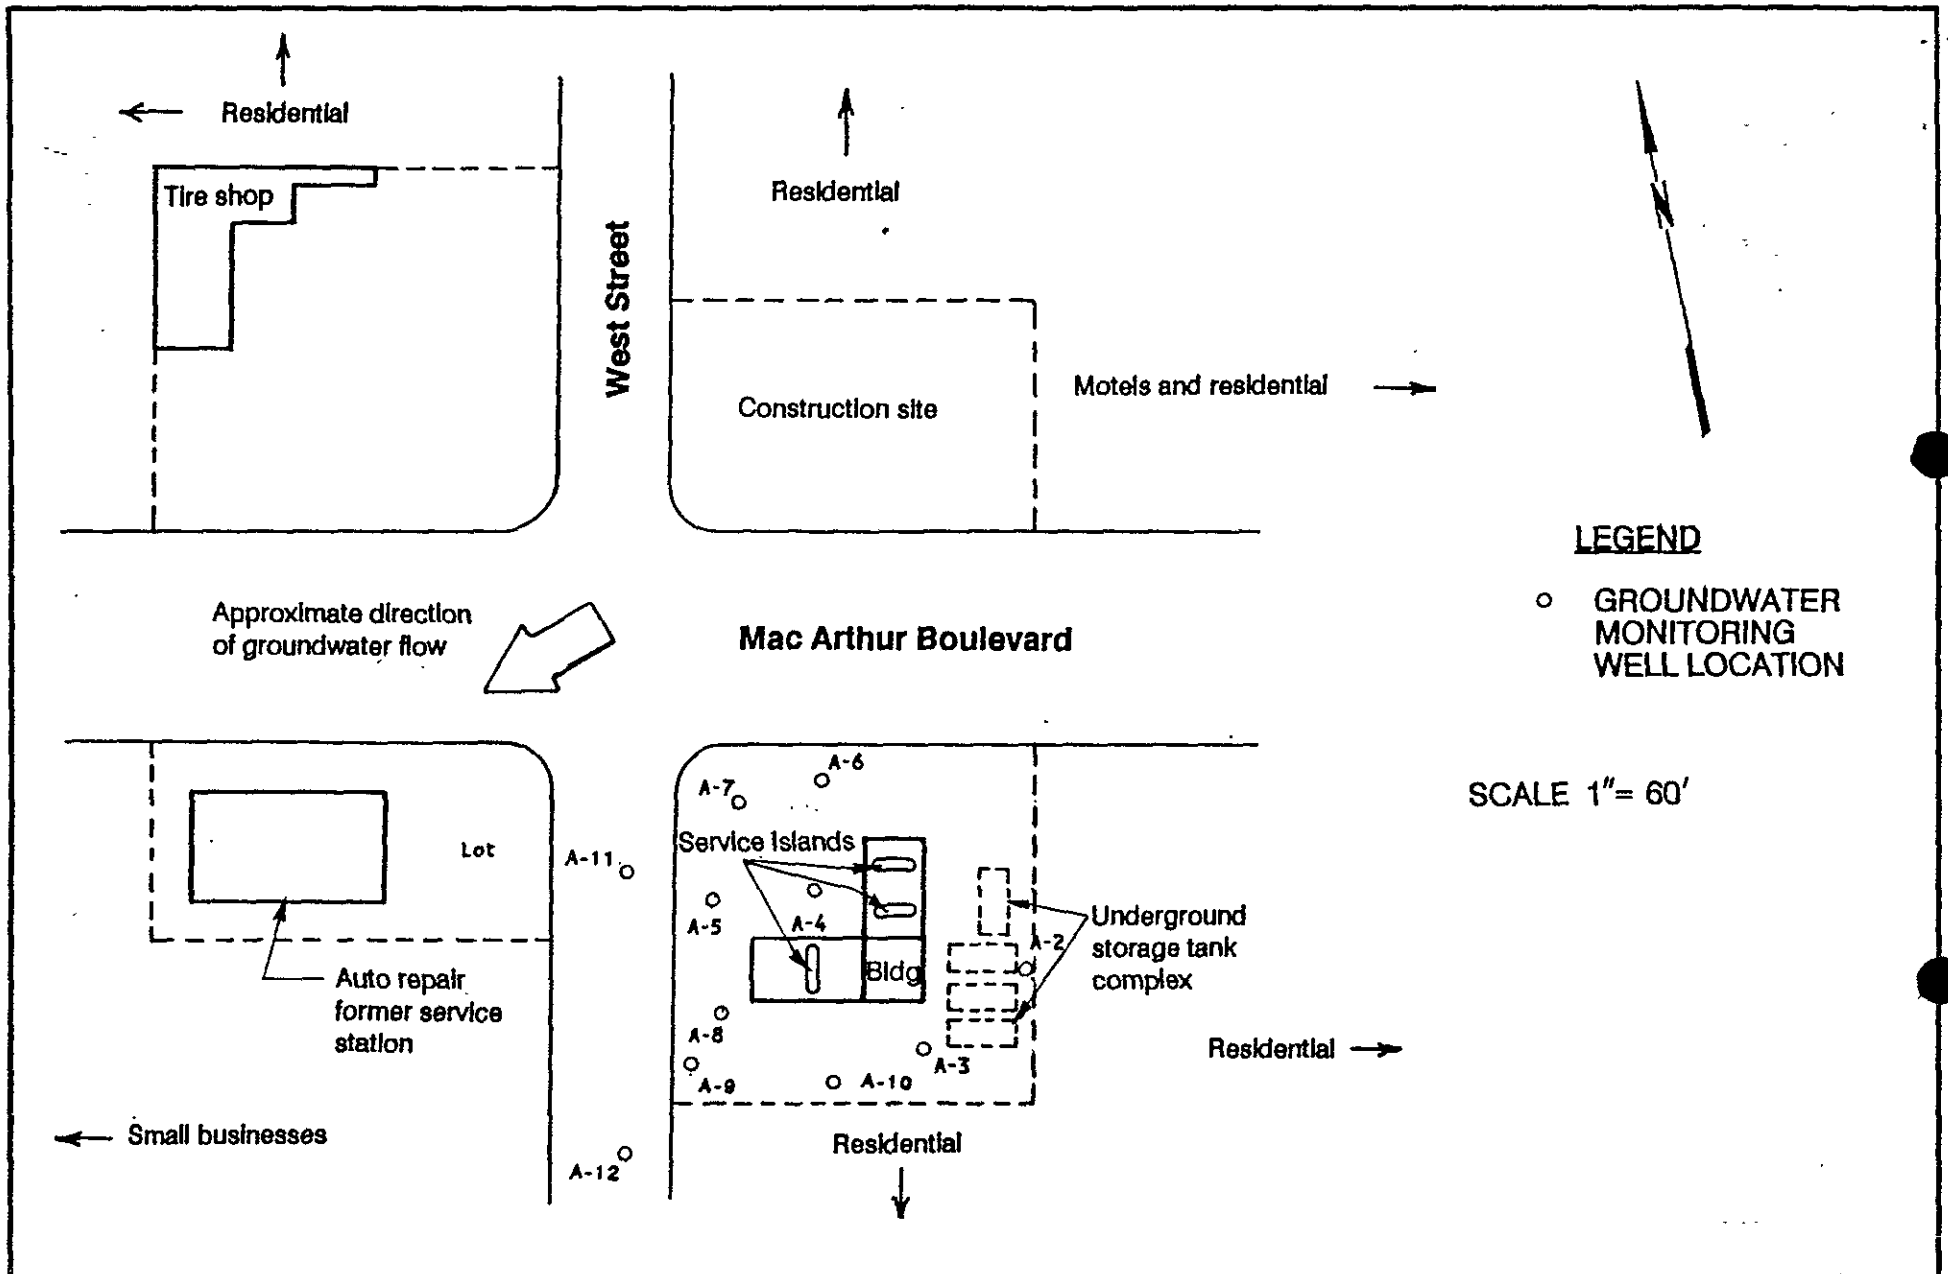 Residential
Residential
Tire shop
West Street
Construction site
Motels and residential
N
LEGEND
GROUNDWATER
MONITORING
WELL LOCATION
Approximate direction
of groundwater flow
Mac Arthur Boulevard
SCALE 1"= 60'
A-6
A-7
Service Islands
Lot
A-11
A-5
A-4
Bldg
A-2
Underground
storage tank
complex
Auto repair
former service
station
A-8
A-9
A-10
A-3
Residential
Small businesses
Residential
A-12